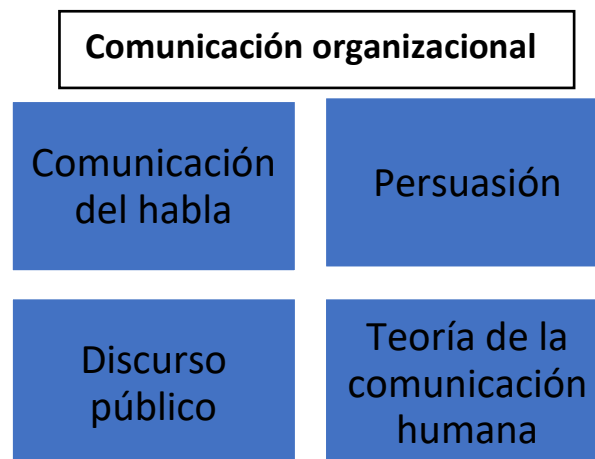 Comunicación organizacional
Comunicación
del habla
Persuasión
Discurso
público
Teoría de la
comunicación
humana